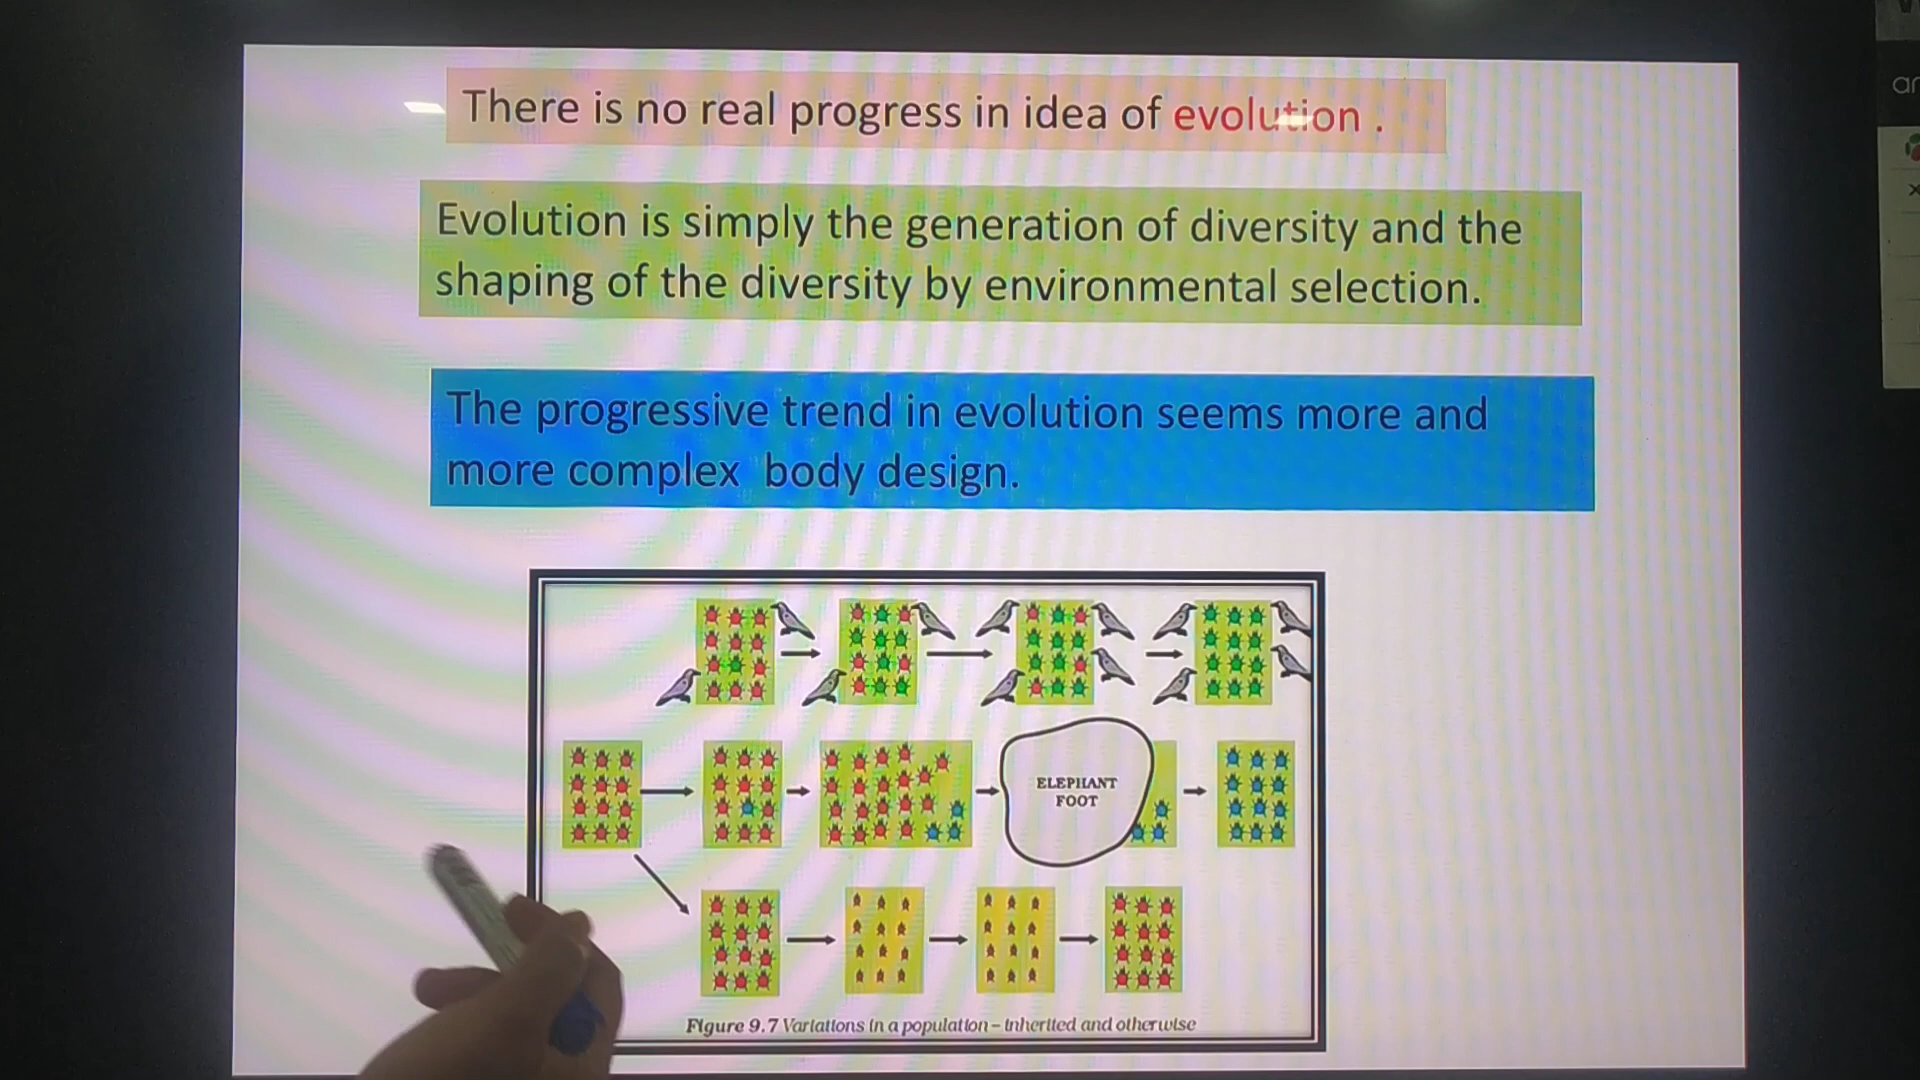 There is no real progress in idea of evolution .
Evolution is simply the generation of diversity and the
shaping of the diversity by environmental selection.
The progressive trend in evolution seems more and
more complex body design.
ELEPHANT
FOOT
Figure 9.7 Variations in a population – inherited and otherwise